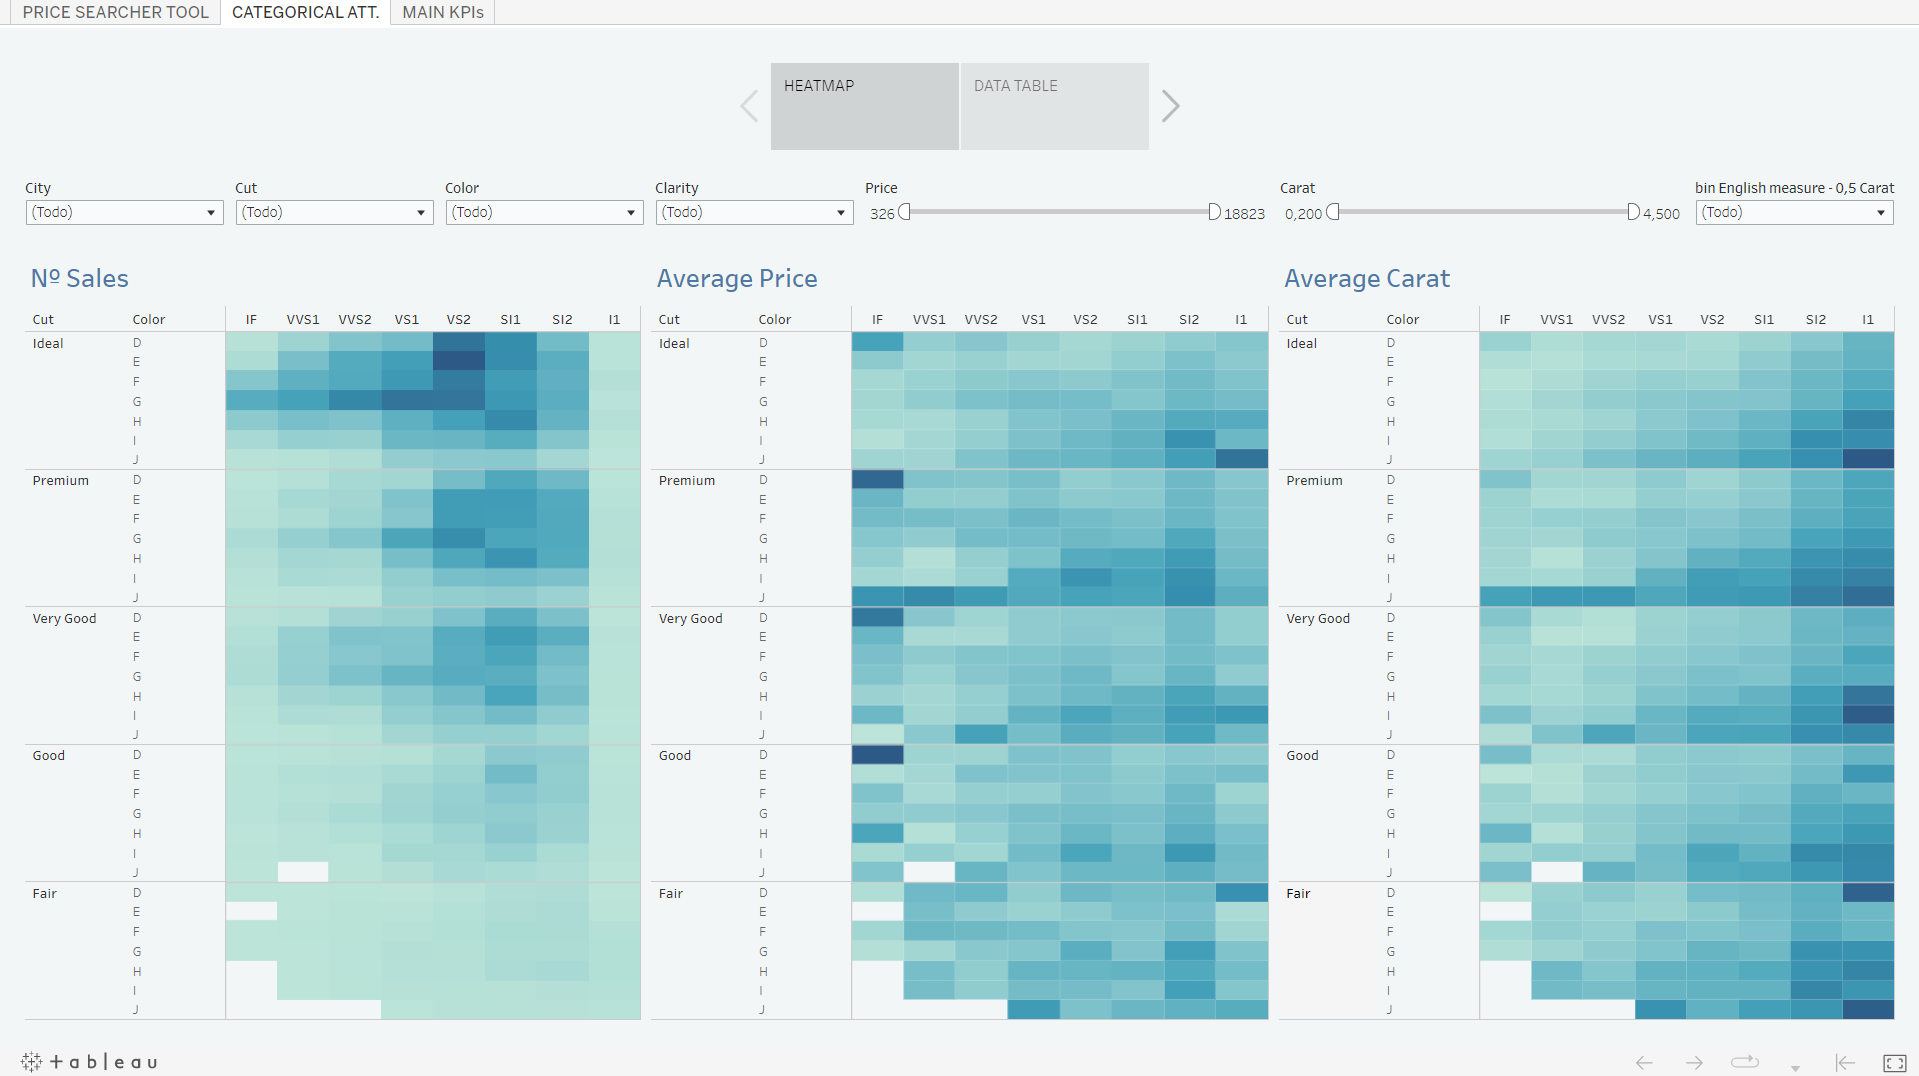 PRICE SEARCHER TOOL CATEGORICAL ATT. MAIN KPIs
HEATMAP DATA TABLE
City Cut Color Clarity Price Carat bin English measure - 0,5 Carat
(Todo) (Todo) (Todo) (Todo) 326 18823 0,200 4,500 (Todo)
Nº Sales Average Price Average Carat
Cut Color IF VVS1 VVS2 VS1 VS2 SI1 SI2 I1 Cut Color IF VVS1 VVS2 VS1 VS2 SI1 SI2 I1 Cut Color IF VVS1 VVS2 VS1 VS2 SI1 SI2 I1
Ideal D Ideal D Ideal D
E E E
F F F
G G G
H H H
I I I
J J J
Premium D Premium D Premium D
E E E
F F F
G G G
H H H
I I I
J J J
Very Good D Very Good D Very Good D
E E E
F F F
G G G
H H H
I I I
J J J
Good D Good D Good D
E E E
F F F
G G G
H H H
I I I
J J J
Fair D Fair D Fair D
E E E
F F F
G G G
H H H
I I I
J J J
+ a b l e a u